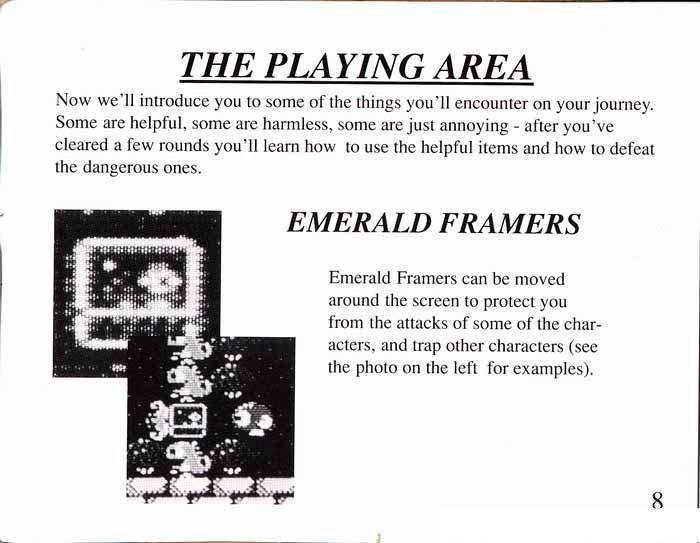 THE PLAYING AREA
Now we'll introduce you to some of the things you'll encounter on your journey.
Some are helpful, some are harmless, some are just annoying - after you've
cleared a few rounds you'll learn how to use the helpful items and how to defeat
the dangerous ones.
EMERALD FRAMERS
Emerald Framers can be moved
around the screen to protect you
from the attacks of some of the char-
acters, and trap other characters (see
the photo on the left for examples).
8